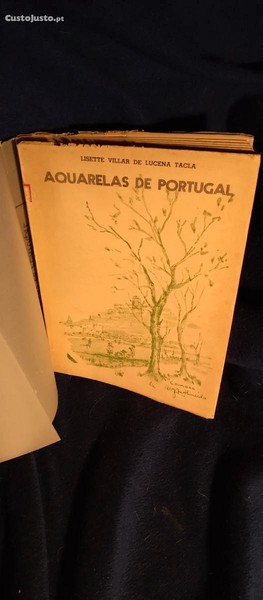 CustoJusto.pt
LISETTE VILLAR DE LUCENA TACLA
AQUARELAS DE PORTUGAL